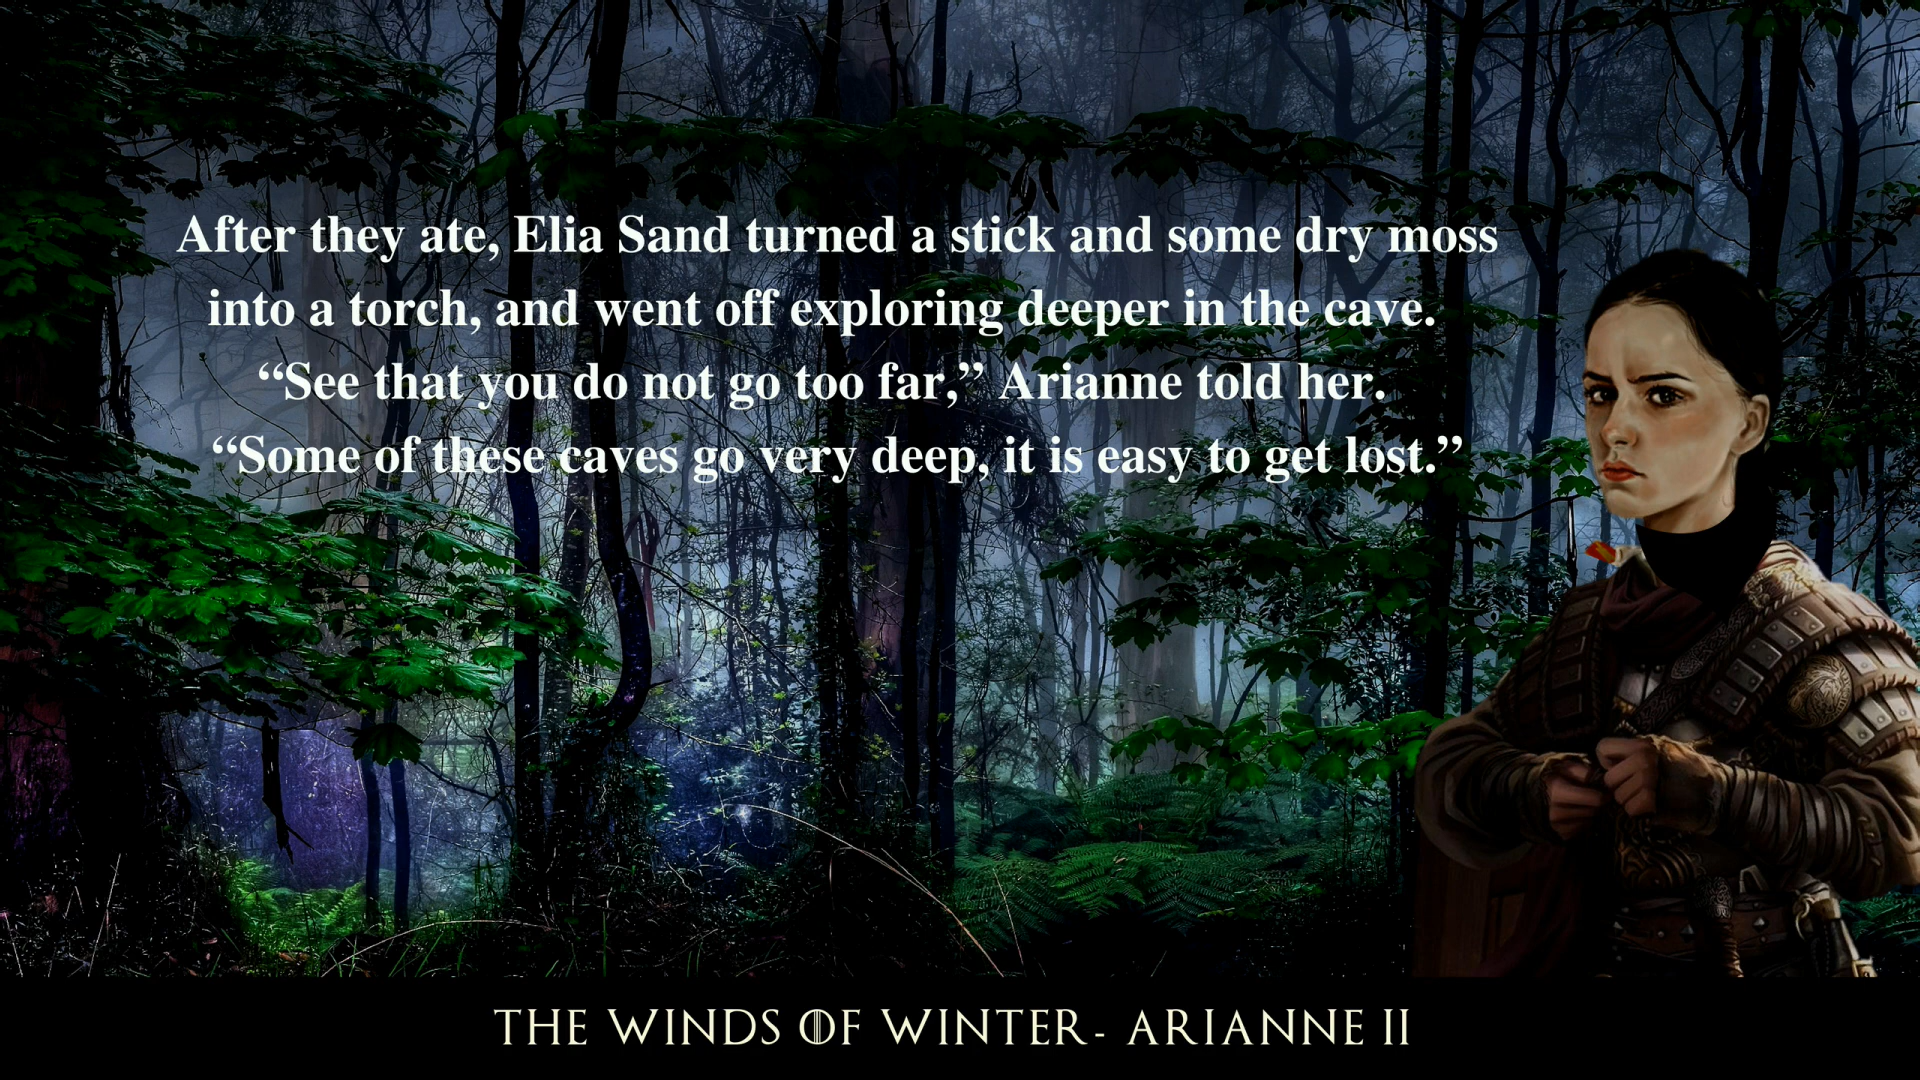 After they ate, Elia Sand turned a stick and some dry moss
into a torch, and went off exploring deeper in the cave.
“See that you do not go too far,” Arianne told her.
“Some of these caves go very deep, it is easy to get lost.”
THE WINDS OF WINTER- ARIANNE II